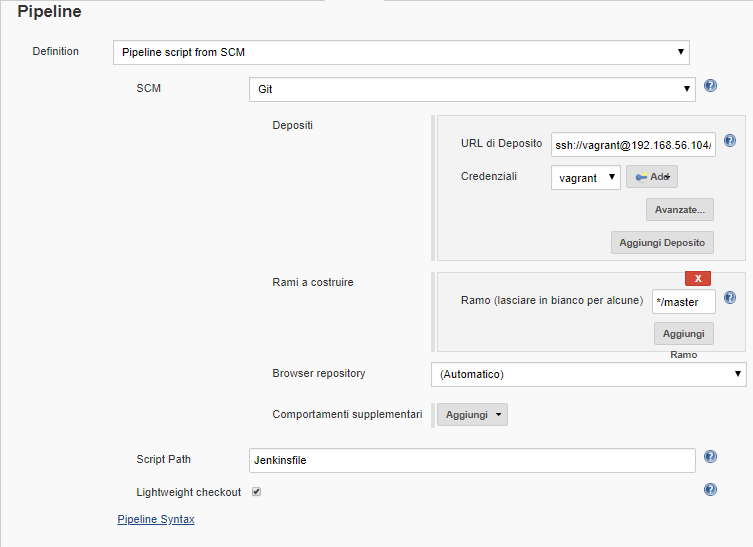 Pipeline
Definition
Pipeline script from SCM
SCM
Git
Depositi
URL di Deposito
ssh://vagrant@192.168.56.104/
Credenziali
vagrant
Add
Avanzate...
Aggiungi Deposito
Rami a costruire
X
Ramo (lasciare in bianco per alcune)
*/master
Aggiungi
Ramo
Browser repository
(Automatico)
Comportamenti supplementari
Aggiungi
Script Path
Jenkinsfile
Lightweight checkout
Pipeline Syntax